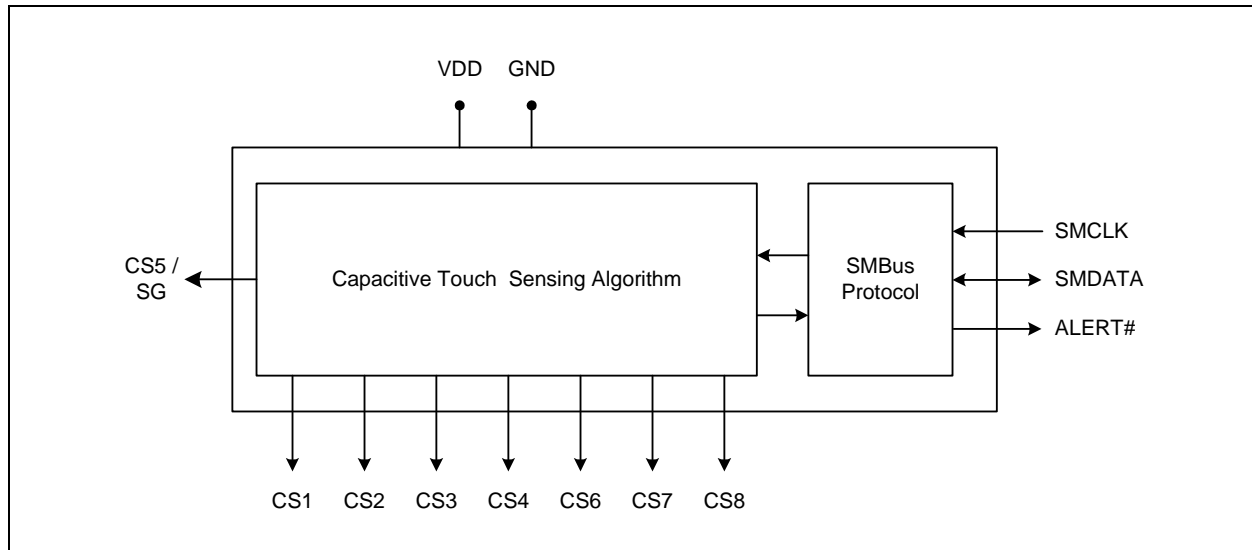 VDD GND
CS5 /
SG
Capacitive Touch Sensing Algorithm
SMBus
Protocol
SMCLK
SMDATA
ALERT#
CS1 CS2 CS3 CS4 CS6 CS7 CS8